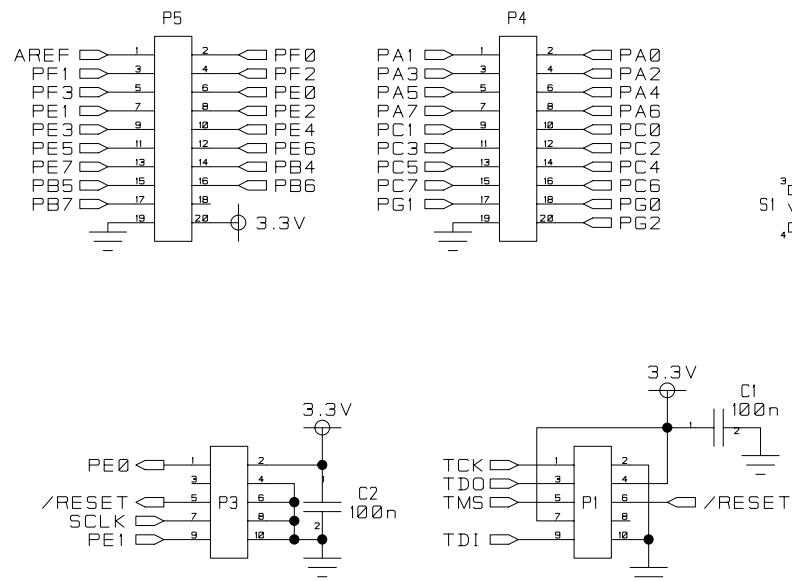 P5 P4
AREF 1 2 PF0 PA1 1 2 PA0
PF1 3 4 PF2 PA3 3 4 PA2
PF3 5 6 PE0 PA5 5 6 PA4
PE1 7 8 PE2 PA7 7 8 PA6
PE3 9 10 PE4 PC1 9 10 PC0
PE5 11 12 PE6 PC3 11 12 PC2
PE7 13 14 PB4 PC5 13 14 PC4
PB5 15 16 PB6 PC7 15 16 PC6
PB7 17 18 PG1 17 18 PG0
19 20 3.3V 19 20 PG2
3
S1
4
3.3V 3.3V
C1
100n
1 2
PE0 1 2 TCK 1 2
3 4 TDO 3 4
/RESET 5 P3 6 TMS 5 P1 6 /RESET
SCLK 7 8 7 8
PE1 9 10 TDI 9 10
1
C2
100n
2